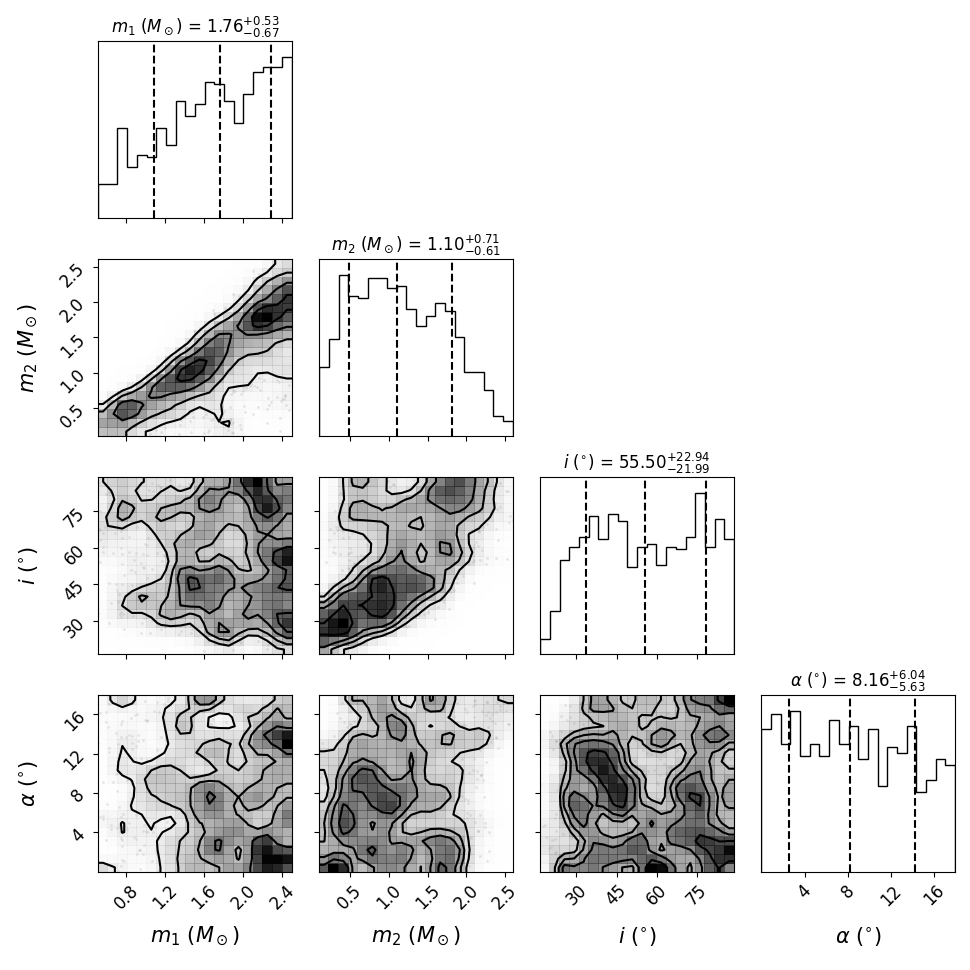 m₁ (M⊙) = 1.76+0.53 −0.67
m₂ (M⊙) = 1.10+0.71 −0.61
2.5
2.0
1.5
1.0
0.5
m₂ (M⊙)
i (°) = 55.50+22.94 −21.99
75
60
45
30
i (°)
α (°) = 8.16+6.04 −5.63
16
12
8
4
α (°)
0.8 1.2 1.6 2.0 2.4
0.5 1.0 1.5 2.0 2.5
30 45 60 75
4 8 12 16
m₁ (M⊙)
m₂ (M⊙)
i (°)
α (°)